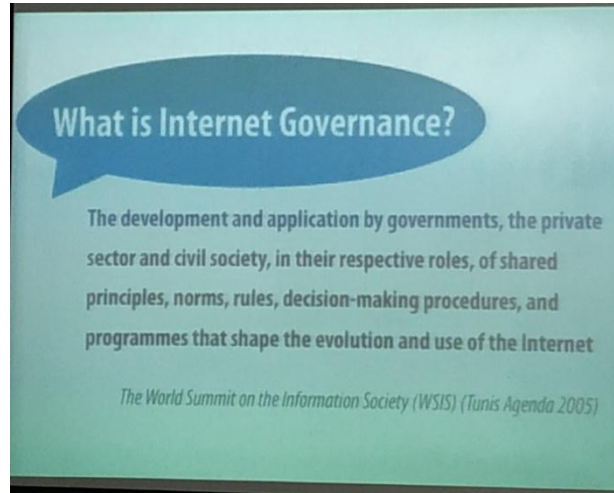 What is Internet Governance?
The development and application by governments, the private
sector and civil society, in their respective roles, of shared
principles, norms, rules, decision-making procedures, and
programmes that shape the evolution and use of the Internet
The World Summit on the Information Society (WSIS) (Tunis Agenda 2005)